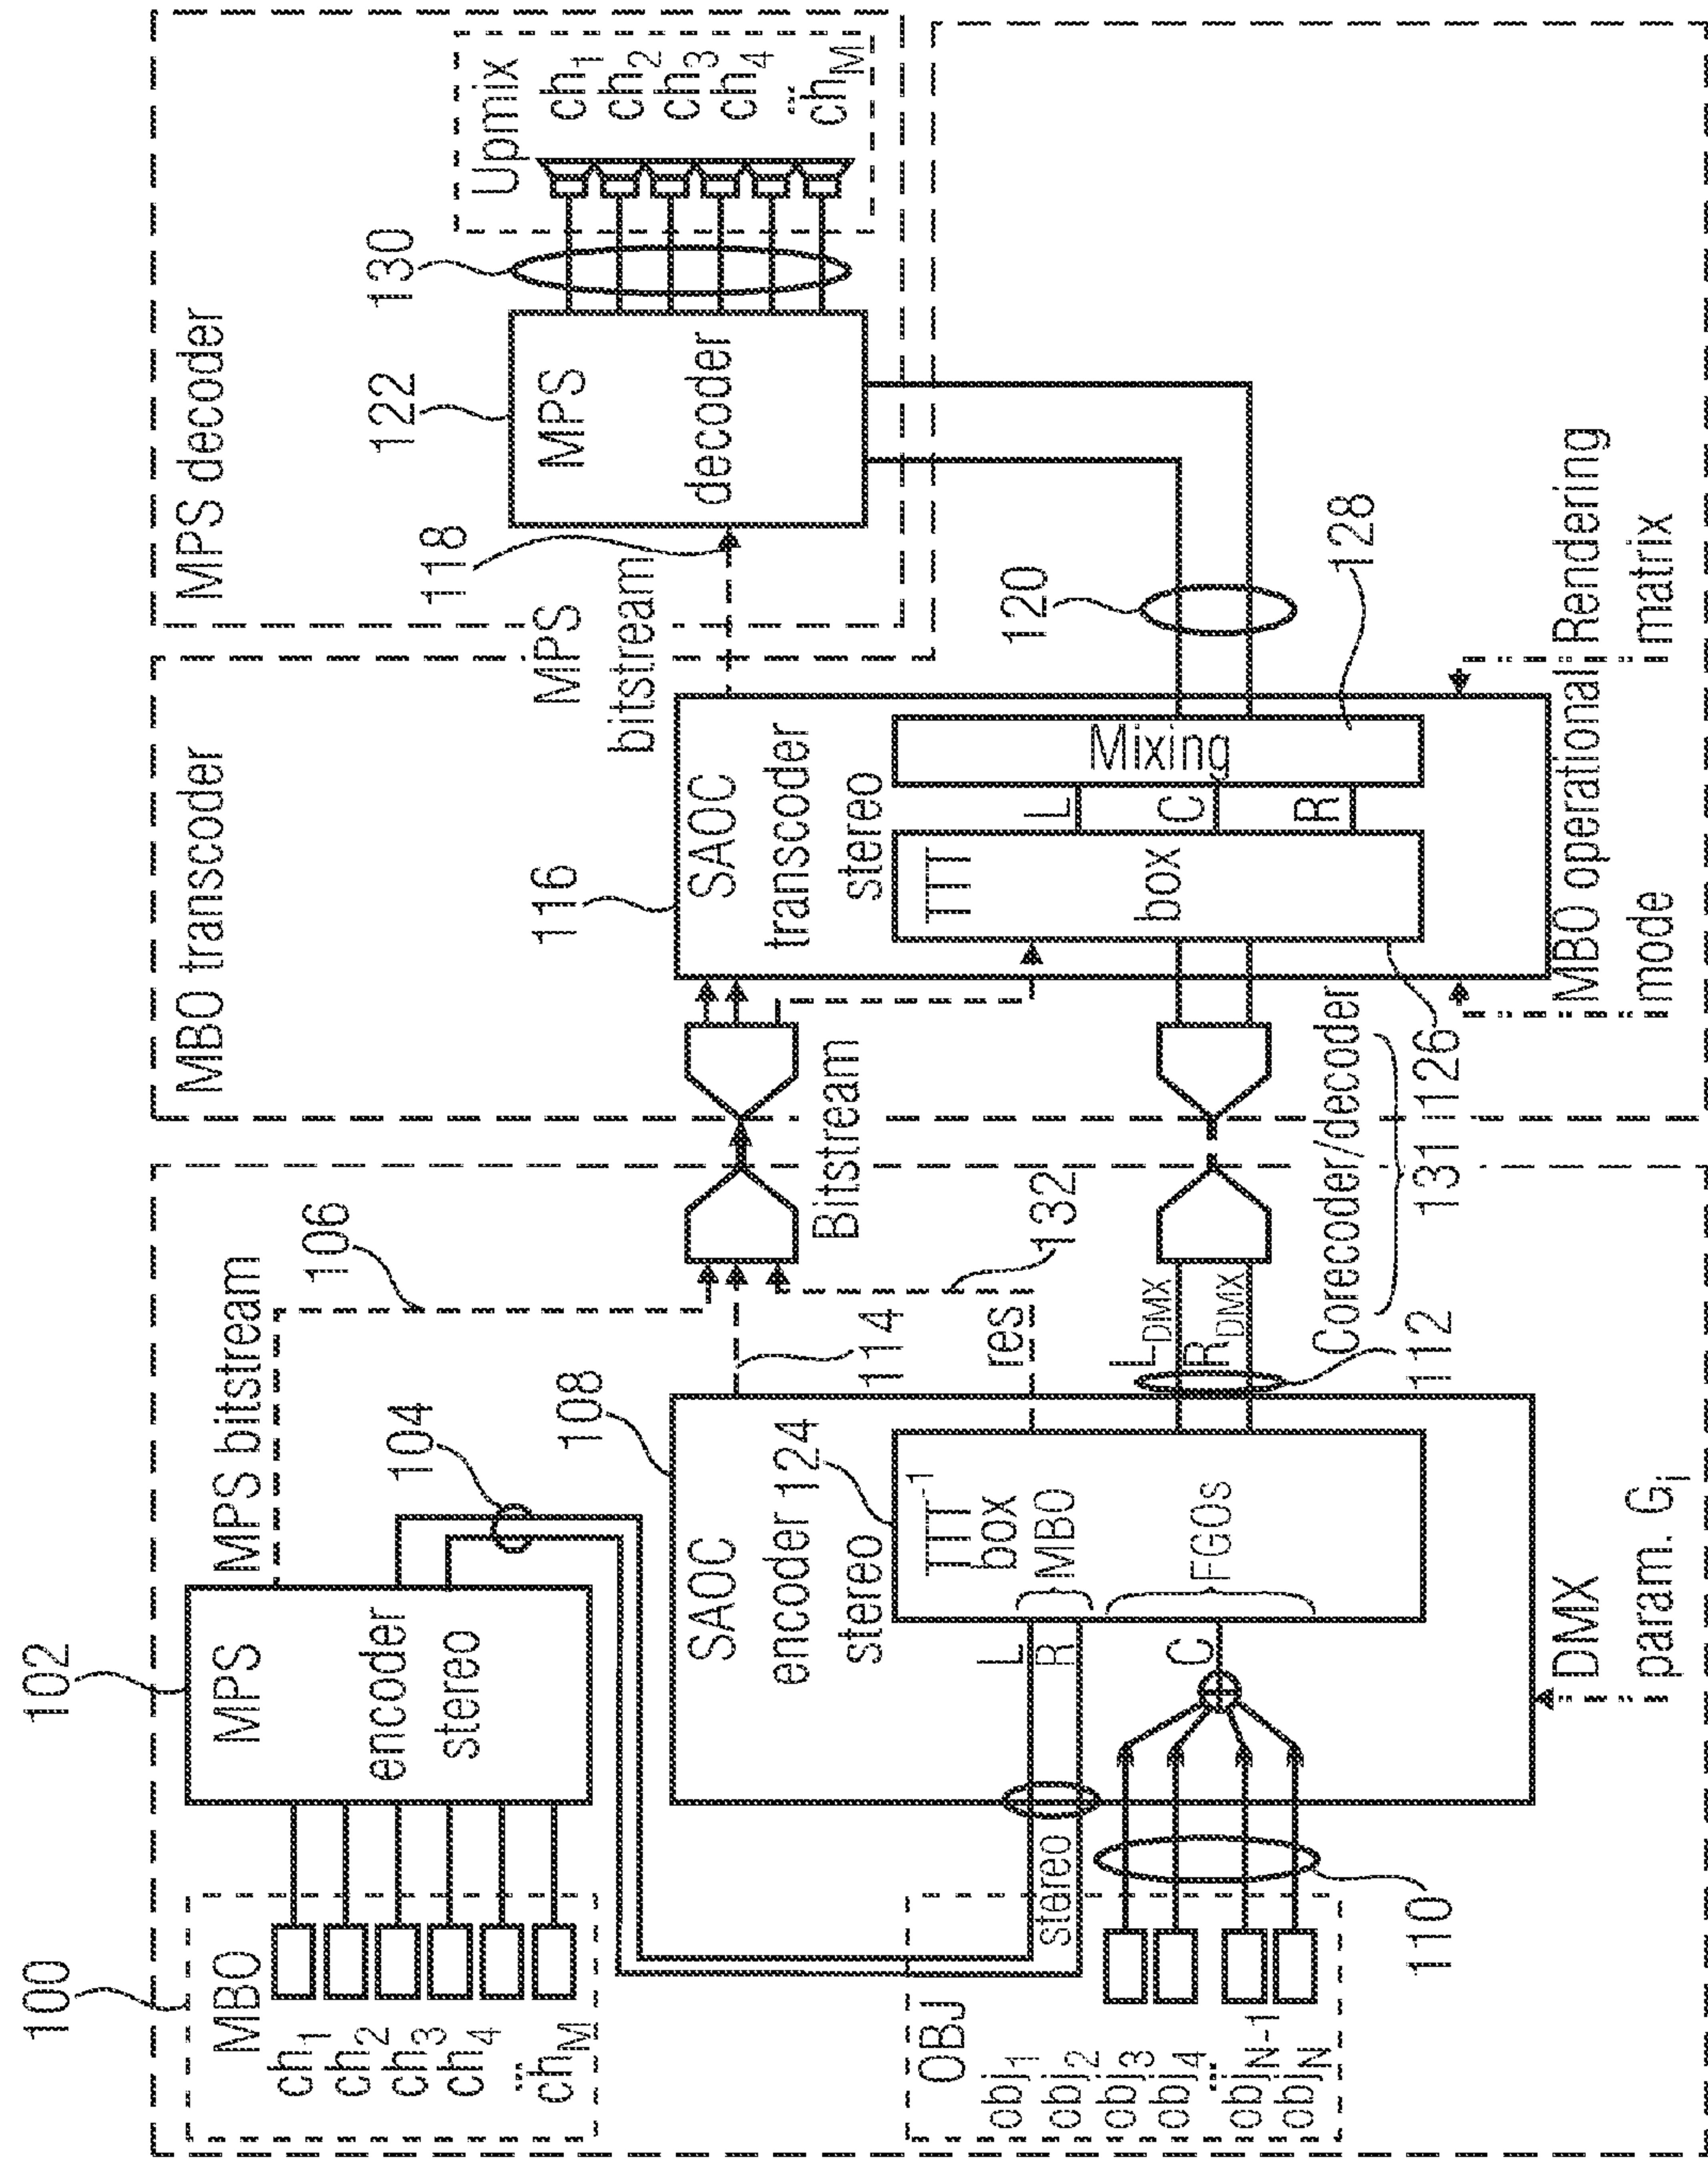 100
102
MBO
ch1
ch2
ch3
ch4
...
chM
MPS
encoder
stereo
MPS bitstream
106
104
108
OBJ
obj1
obj2
obj3
obj4
...
objN-1
objN
stereo
110
SAOC
encoder
stereo
124
L
R
C
TTT-1
box
MBO
FGOs
DMX
param. Gi
114
res
132
LDMX
RDMX
112
Bitstream
Corecoder/decoder
131
126
MBO transcoder
116
SAOC
transcoder
stereo
TTT
box
L
C
R
Mixing
MBO operational
mode
Rendering
matrix
128
120
MPS
bitstream
118
MPS decoder
122
MPS
decoder
130
Upmix
ch1
ch2
ch3
ch4
...
chM